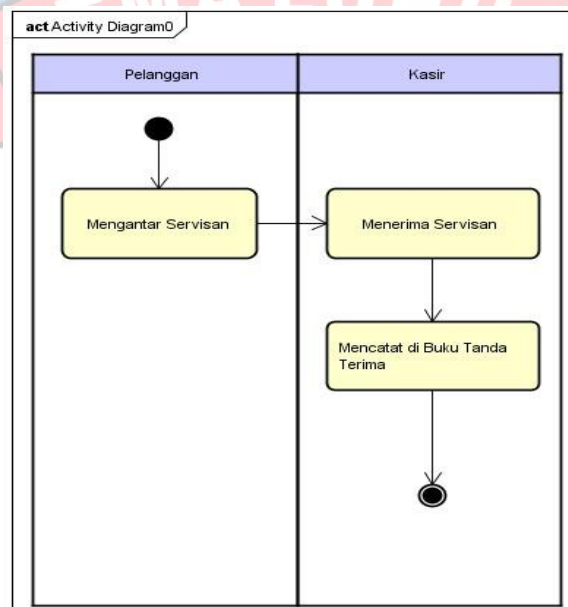 act Activity Diagram0
Pelanggan
Kasir
Mengantar Servisan
Menerima Servisan
Mencatat di Buku Tanda
Terima